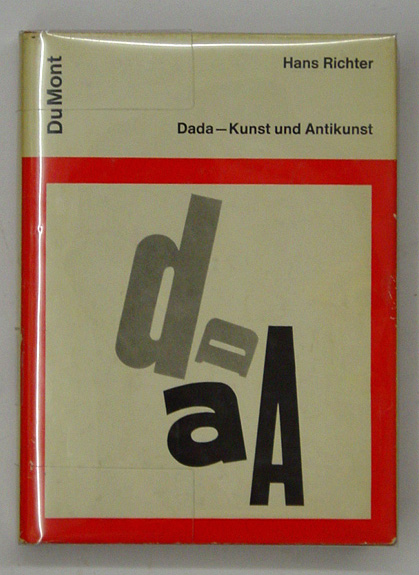 DuMont
Hans Richter
Dada—Kunst und Antikunst
d
D
a
A